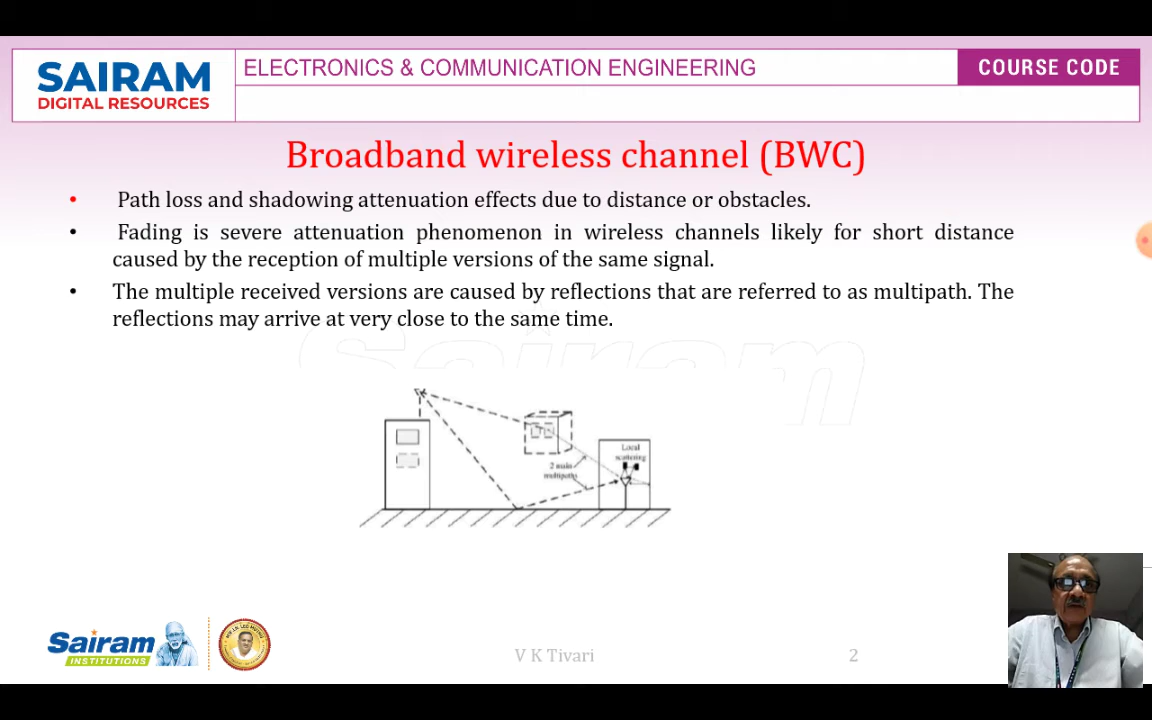 SAIRAM
DIGITAL RESOURCES
ELECTRONICS & COMMUNICATION ENGINEERING
COURSE CODE
Broadband wireless channel (BWC)
• Path loss and shadowing attenuation effects due to distance or obstacles.
• Fading is severe attenuation phenomenon in wireless channels likely for short distance
caused by the reception of multiple versions of the same signal.
• The multiple received versions are caused by reflections that are referred to as multipath. The
reflections may arrive at very close to the same time.
Sairam
Local
scattering
2 main
multipaths
Sairam
INSTITUTIONS
V K Tivari
2